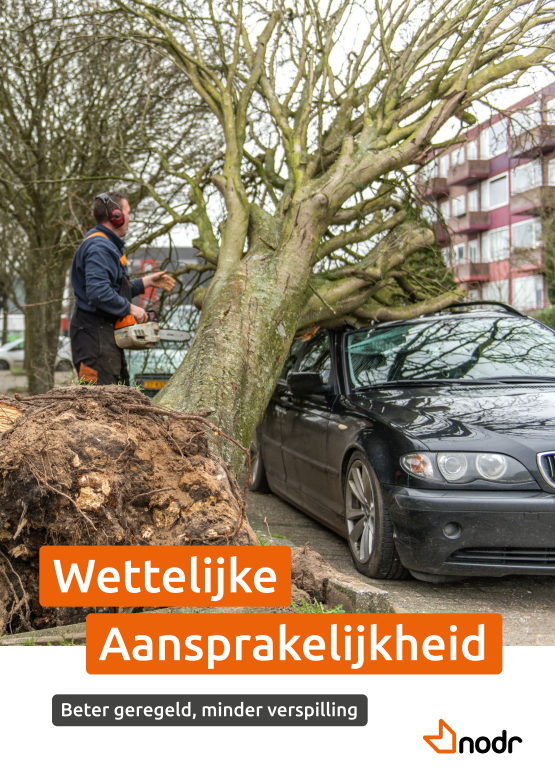 Wettelijke
Aansprakelijkheid
Beter geregeld, minder verspilling
nodr